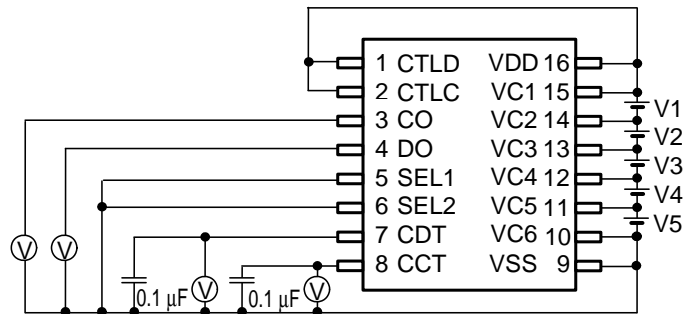 1 CTLD VDD 16
2 CTLC VC1 15
V1
3 CO VC2 14
V2
4 DO VC3 13
V3
5 SEL1 VC4 12
V4
6 SEL2 VC5 11
V5
7 CDT VC6 10
8 CCT VSS 9
V V
V V
0.1 µF 0.1 µF